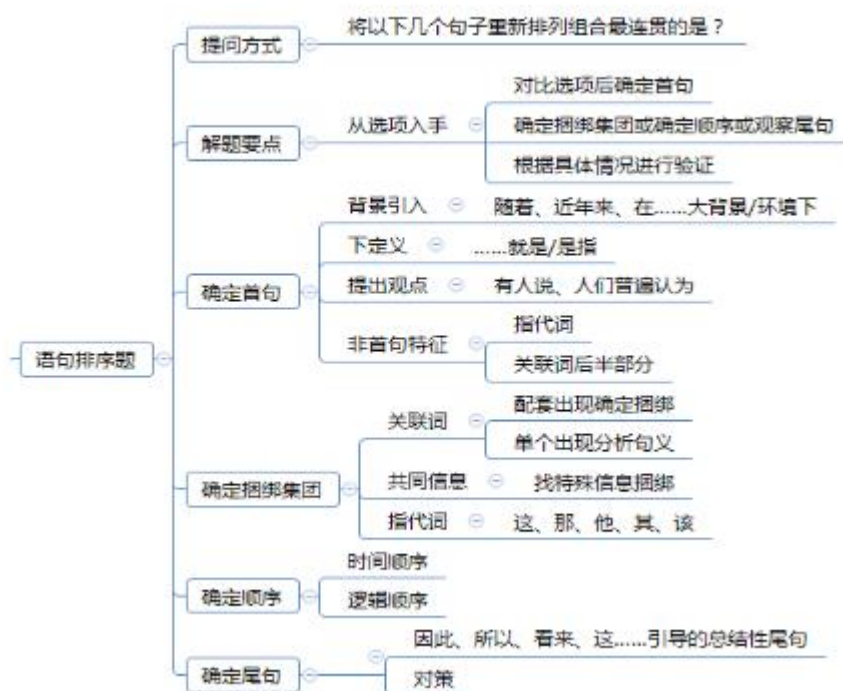 语句排序题
提问方式
将以下几个句子重新排列组合最连贯的是？
解题要点
从选项入手
对比选项后确定首句
确定捆绑集团或确定顺序或观察尾句
根据具体情况进行验证
确定首句
背景引入
随着、近年来、在……大背景/环境下
下定义
……就是/是指
提出观点
有人说、人们普遍认为
非首句特征
指代词
关联词后半部分
确定捆绑集团
关联词
配套出现确定捆绑
单个出现分析句义
共同信息
找特殊信息捆绑
指代词
这、那、他、其、该
确定顺序
时间顺序
逻辑顺序
确定尾句
因此、所以、看来、这……引导的总结性尾句
对策